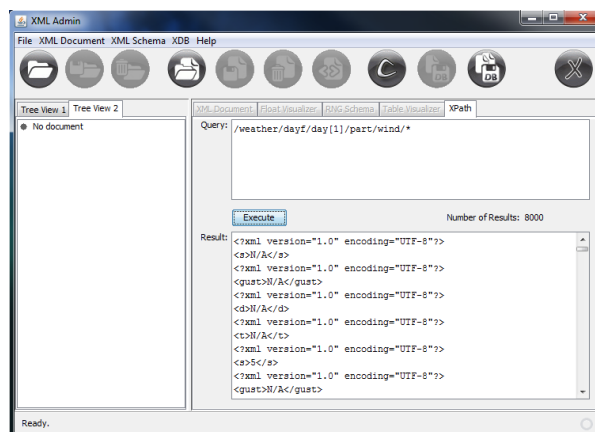 XML Admin
File XML Document XML Schema XDB Help
C
DB
DB
X
Tree View 1 Tree View 2
XML Document Float Visualizer RNG Schema Table Visualizer XPath
No document
Query: /weather/dayf/day[1]/part/wind/*
Execute
Number of Results: 8000
Result: <?xml version="1.0" encoding="UTF-8"?>
<s>N/A</s>
<?xml version="1.0" encoding="UTF-8"?>
<gust>N/A</gust>
<?xml version="1.0" encoding="UTF-8"?>
<d>N/A</d>
<?xml version="1.0" encoding="UTF-8"?>
<t>N/A</t>
<?xml version="1.0" encoding="UTF-8"?>
<s>5</s>
<?xml version="1.0" encoding="UTF-8"?>
<gust>N/A</gust>
Ready.